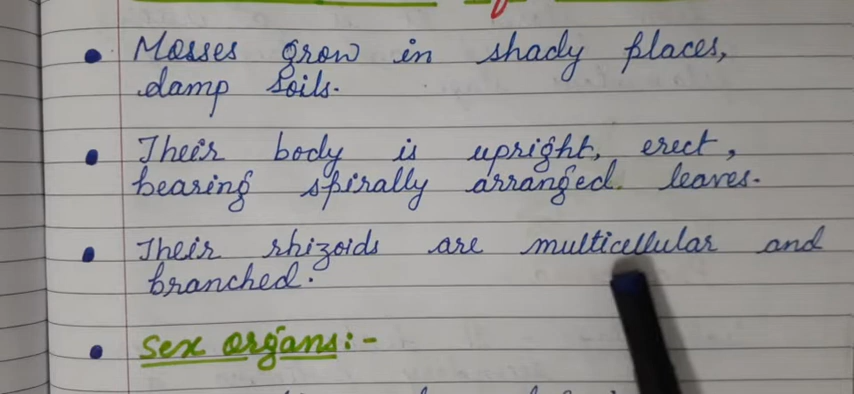 Mosses grow in shady places,
damp soils.
Their body is upright, erect,
bearing spirally arranged leaves.
Their rhizoids are multicellular and
branched.
Sex organs:-